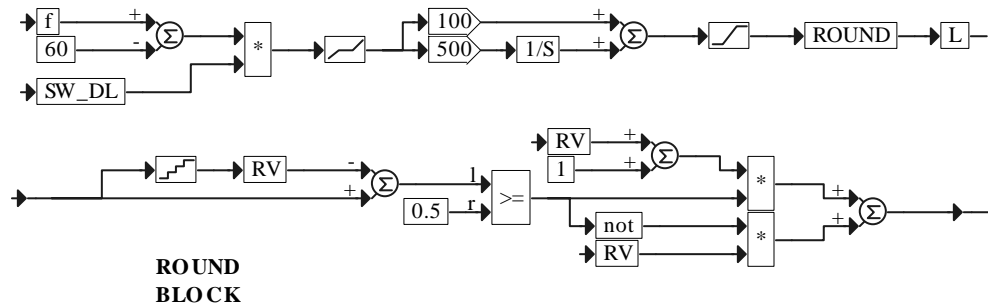 f + 100 +
60 - Σ * 500 1/S + Σ ROUND L
SW_DL
RV + Σ
1 +
RV - Σ + l
0.5 r >= * + Σ
not +
RV *
ROUND
BLOCK